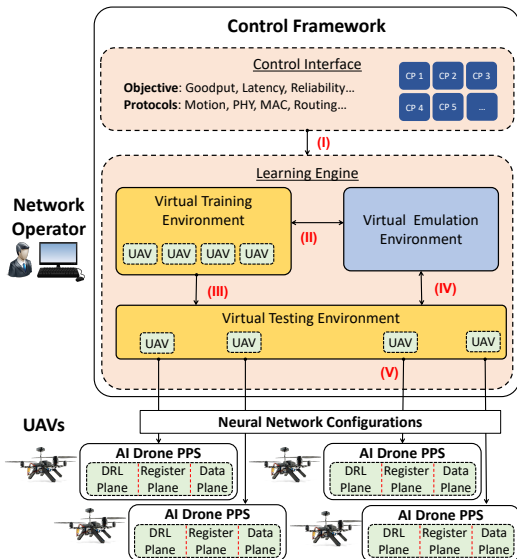 Control Framework
Control Interface
Objective: Goodput, Latency, Reliability...
Protocols: Motion, PHY, MAC, Routing...
CP 1 CP 2 CP 3
CP 4 CP 5 ...
(I)
Learning Engine
Virtual Training
Environment
UAV UAV UAV UAV
(II)
Virtual Emulation
Environment
Network
Operator
(III)
(IV)
Virtual Testing Environment
UAV UAV UAV UAV
(V)
Neural Network Configurations
UAVs
AI Drone PPS
DRL Register Data
Plane Plane Plane
AI Drone PPS
DRL Register Data
Plane Plane Plane
AI Drone PPS
DRL Register Data
Plane Plane Plane
AI Drone PPS
DRL Register Data
Plane Plane Plane